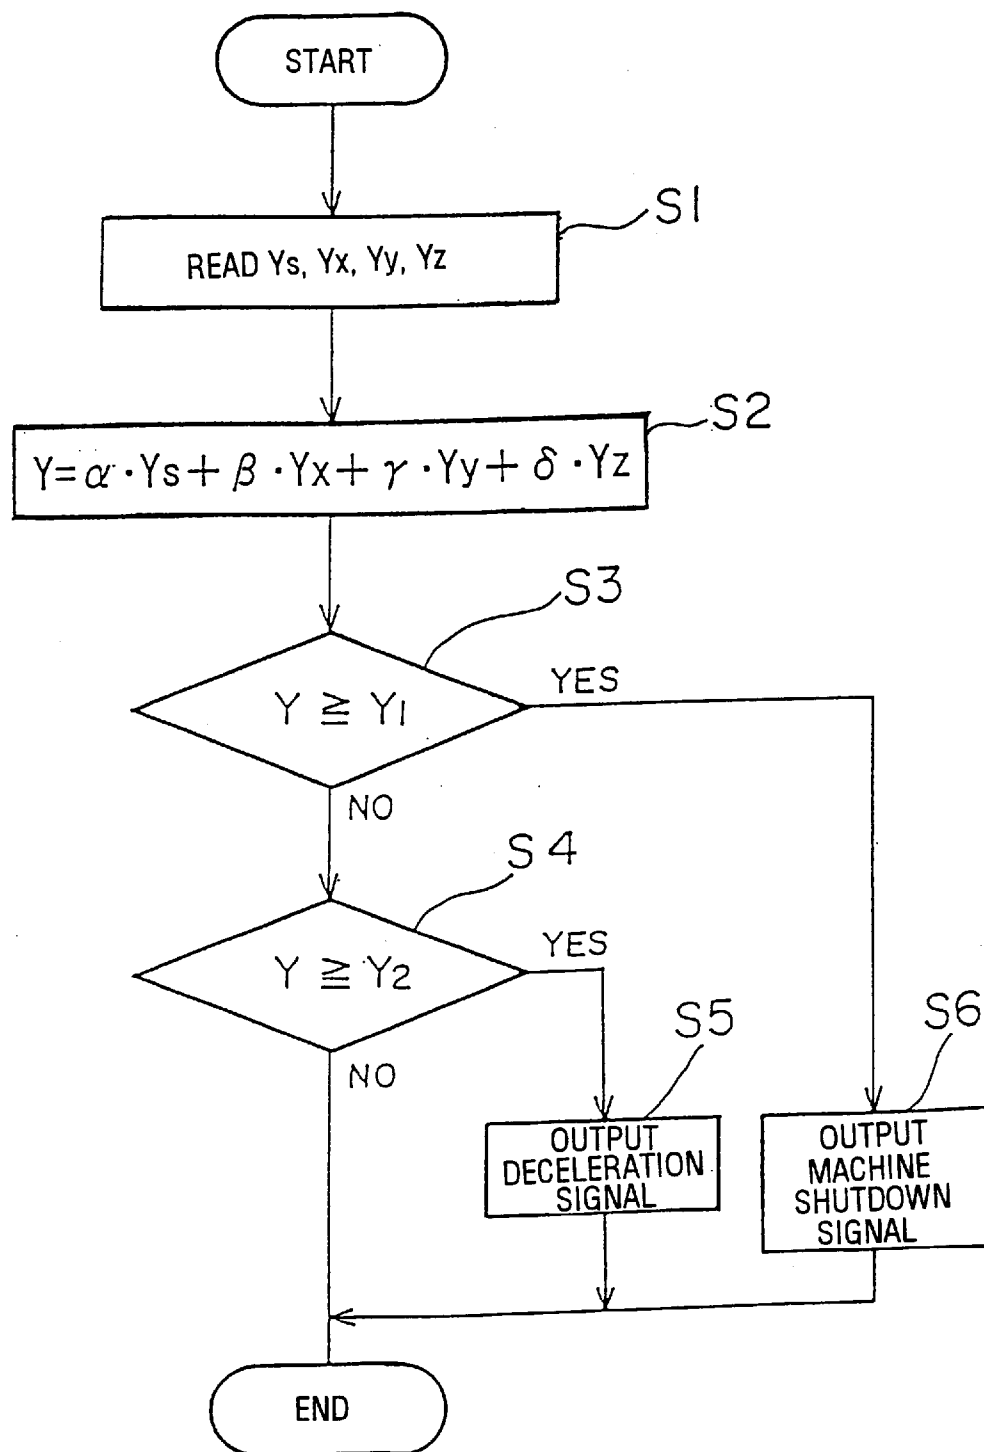 START
S1
READ Ys, Yx, Yy, Yz
S2
Y=α·Ys+β·Yx+γ·Yy+δ·Yz
S3
Y ≧ Y1
YES
NO
S4
Y ≧ Y2
YES
NO
S5
S6
OUTPUT
DECELERATION
SIGNAL
OUTPUT
MACHINE
SHUTDOWN
SIGNAL
END